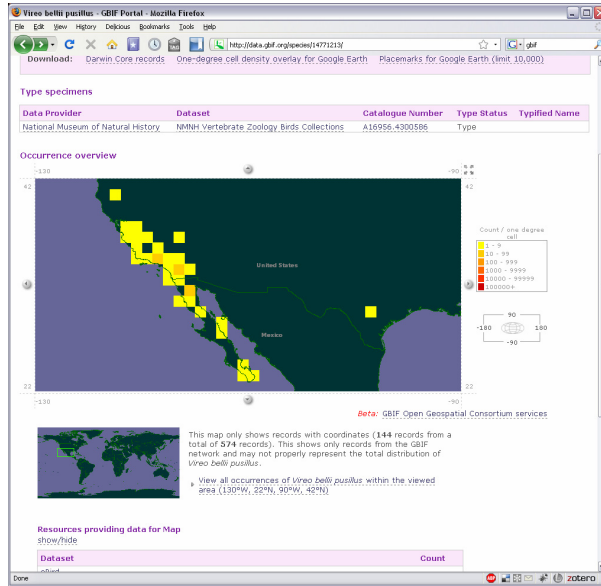 Vireo bellii pusillus - GBIF Portal - Mozilla Firefox
File Edit View History Delicious Bookmarks Tools Help
http://data.gbif.org/species/14771213/
gbif
Download: Darwin Core records One-degree cell density overlay for Google Earth Placemarks for Google Earth (limit 10,000)
Type specimens
Data Provider Dataset Catalogue Number Type Status Typified Name
National Museum of Natural History NMNH Vertebrate Zoology Birds Collections A16956.4300586 Type
Occurrence overview
-130 -90
42 42
Count / one degree
cell
1 - 9
10 - 99
100 - 999
1000 - 9999
10000 - 99999
100000+
United States
Mexico
90
-180 180
-90
22 22
-130 -90
Beta: GBIF Open Geospatial Consortium services
This map only shows records with coordinates (144 records from a
total of 574 records). This shows only records from the GBIF
network and may not properly represent the total distribution of
Vireo bellii pusillus.
View all occurrences of Vireo bellii pusillus within the viewed
area (130°W, 22°N, 90°W, 42°N)
Resources providing data for Map
show/hide
Dataset Count
Done zotero